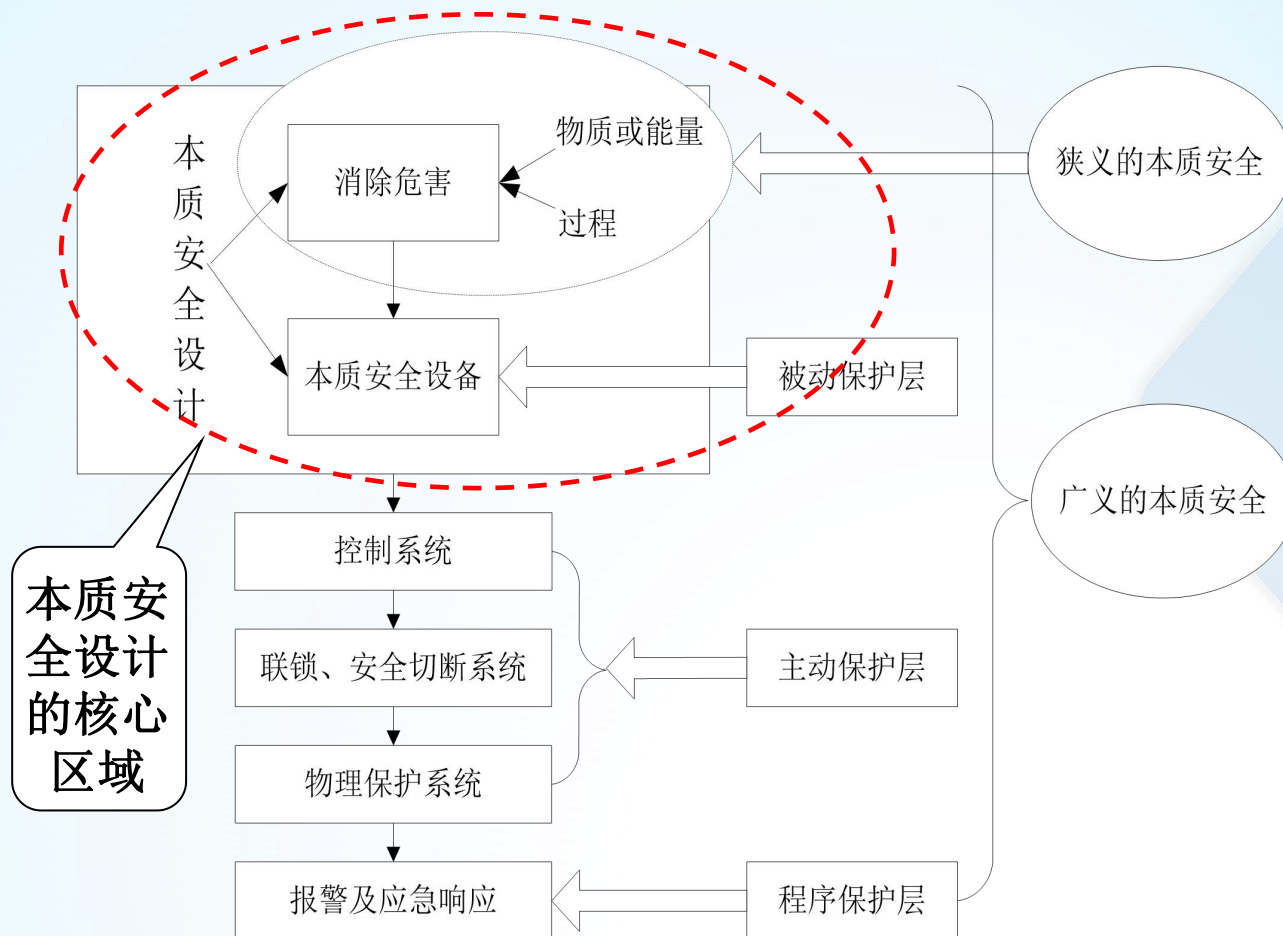 本
质
安
全
设
计
消除危害
物质或能量
过程
狭义的本质安全
本质安全设备
被动保护层
广义的本质安全
本质安
全设计
的核心
区域
控制系统
联锁、安全切断系统
主动保护层
物理保护系统
报警及应急响应
程序保护层